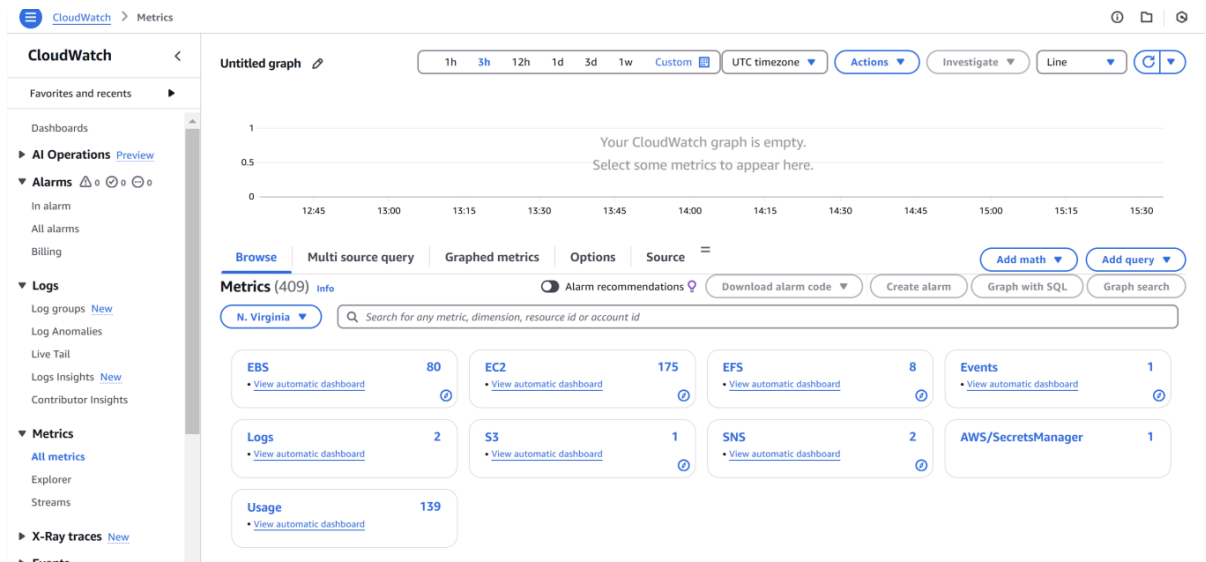 CloudWatch > Metrics
CloudWatch
Favorites and recents
Dashboards
AI Operations Preview
Alarms 0 0 0
In alarm
All alarms
Billing
Logs
Log groups New
Log Anomalies
Live Tail
Logs Insights New
Contributor Insights
Metrics
All metrics
Explorer
Streams
X-Ray traces New
Events
Untitled graph
1h 3h 12h 1d 3d 1w Custom UTC timezone Actions Investigate Line
1
0.5
0
Your CloudWatch graph is empty.
Select some metrics to appear here.
12:45 13:00 13:15 13:30 13:45 14:00 14:15 14:30 14:45 15:00 15:15 15:30
Browse Multi source query Graphed metrics Options Source Add math Add query
Metrics (409) Info Alarm recommendations Download alarm code Create alarm Graph with SQL Graph search
N. Virginia Search for any metric, dimension, resource id or account id
EBS 80
• View automatic dashboard
EC2 175
• View automatic dashboard
EFS 8
• View automatic dashboard
Events 1
• View automatic dashboard
Logs 2
• View automatic dashboard
S3 1
• View automatic dashboard
SNS 2
• View automatic dashboard
AWS/SecretsManager 1
Usage 139
• View automatic dashboard